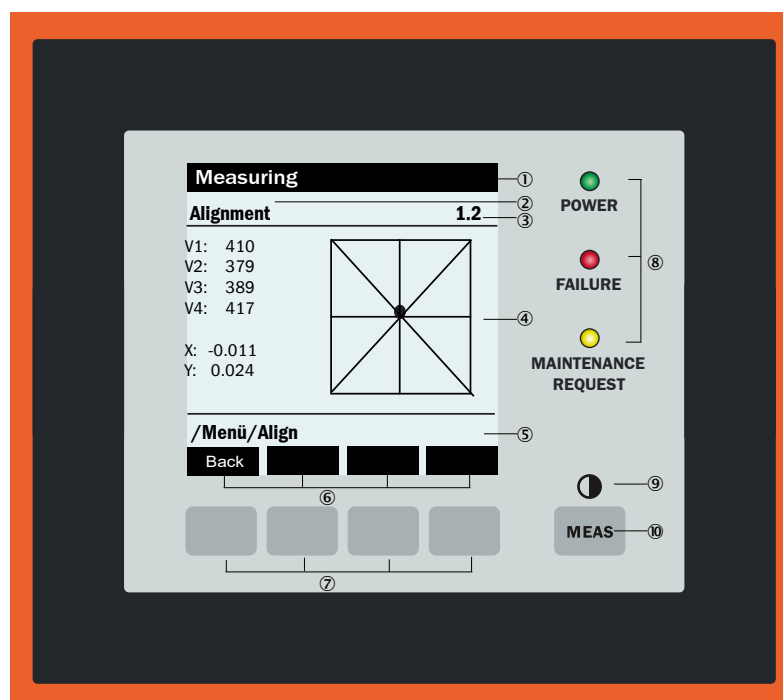 Measuring
①
②
Alignment 1.2
③
V1: 410
V2: 379
V3: 389
V4: 417
X: -0.011
Y: 0.024
④
/Menü/Align
⑤
Back
⑥
⑦
POWER
FAILURE
⑧
MAINTENANCE
REQUEST
⑨
MEAS
⑩